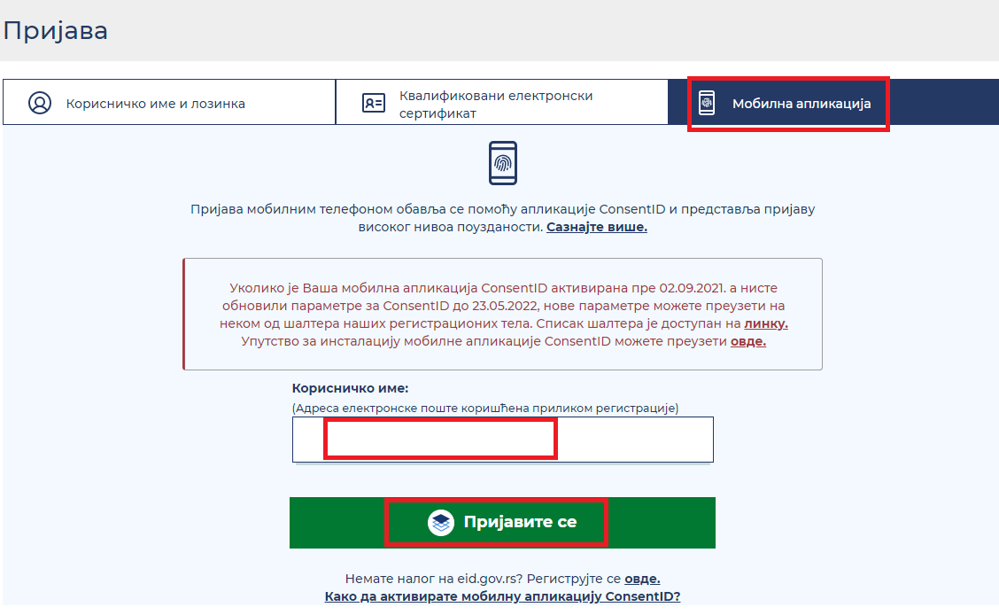 Пријава
Корисничко име и лозинка
Квалификовани електронски
сертификат
Мобилна апликација
Пријава мобилним телефоном обавља се помоћу апликације ConsentID и представља пријаву
високог нивоа поузданости. Сазнајте више.
Уколико је Ваша мобилна апликација ConsentID активирана пре 02.09.2021. а нисте
обновили параметре за ConsentID до 23.05.2022, нове параметре можете преузети на
неком од шалтера наших регистрационих тела. Списак шалтера је доступан на линку.
Упутство за инсталацију мобилне апликације ConsentID можете преузети овде.
Корисничко име:
(Адреса електронске поште коришћена приликом регистрације)
Пријавите се
Немате налог на eid.gov.rs? Региструјте се овде.
Како да активирате мобилну апликацију ConsentID?